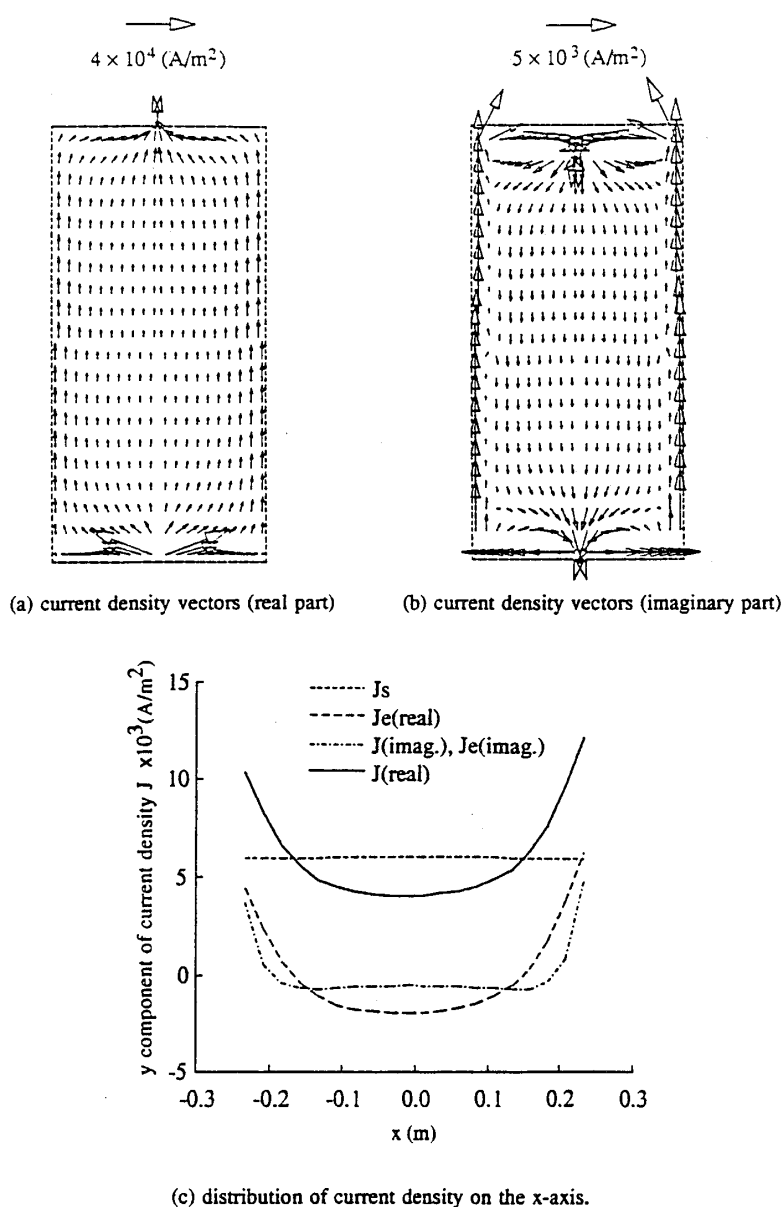 4 × 10⁴ (A/m²)
5 × 10³ (A/m²)
(a) current density vectors (real part)
(b) current density vectors (imaginary part)
y component of current density J ×10³(A/m²)
15
10
5
0
-5
Js
Je(real)
J(imag.), Je(imag.)
J(real)
-0.3
-0.2
-0.1
0.0
0.1
0.2
0.3
x (m)
(c) distribution of current density on the x-axis.